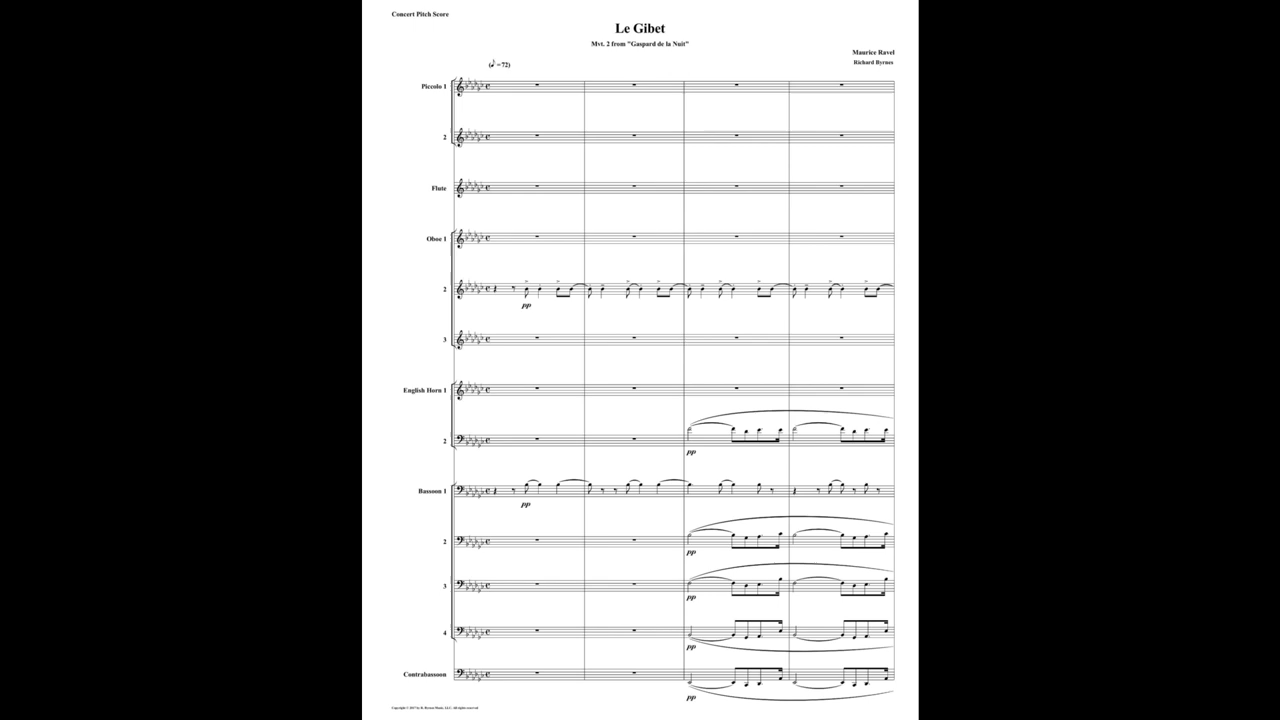 Concert Pitch Score
Le Gibet
Mvt. 2 from "Gaspard de la Nuit"
Maurice Ravel
Richard Byrnes
(♪=72)
Piccolo 1
2
Flute
Oboe 1
2
pp
3
English Horn 1
2
pp
Bassoon 1
pp
2
pp
3
pp
4
pp
Contrabassoon
pp
Copyright © 2017 by R. Byrnes Music, LLC. All rights reserved